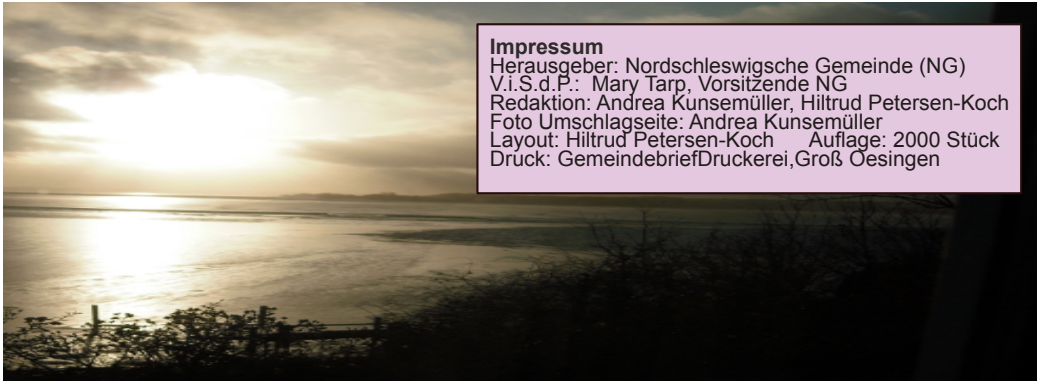 Impressum
Herausgeber: Nordschleswigsche Gemeinde (NG)
V.i.S.d.P.: Mary Tarp, Vorsitzende NG
Redaktion: Andrea Kunsemüller, Hiltrud Petersen-Koch
Foto Umschlagseite: Andrea Kunsemüller
Layout: Hiltrud Petersen-Koch Auflage: 2000 Stück
Druck: GemeindebriefDruckerei,Groß Oesingen